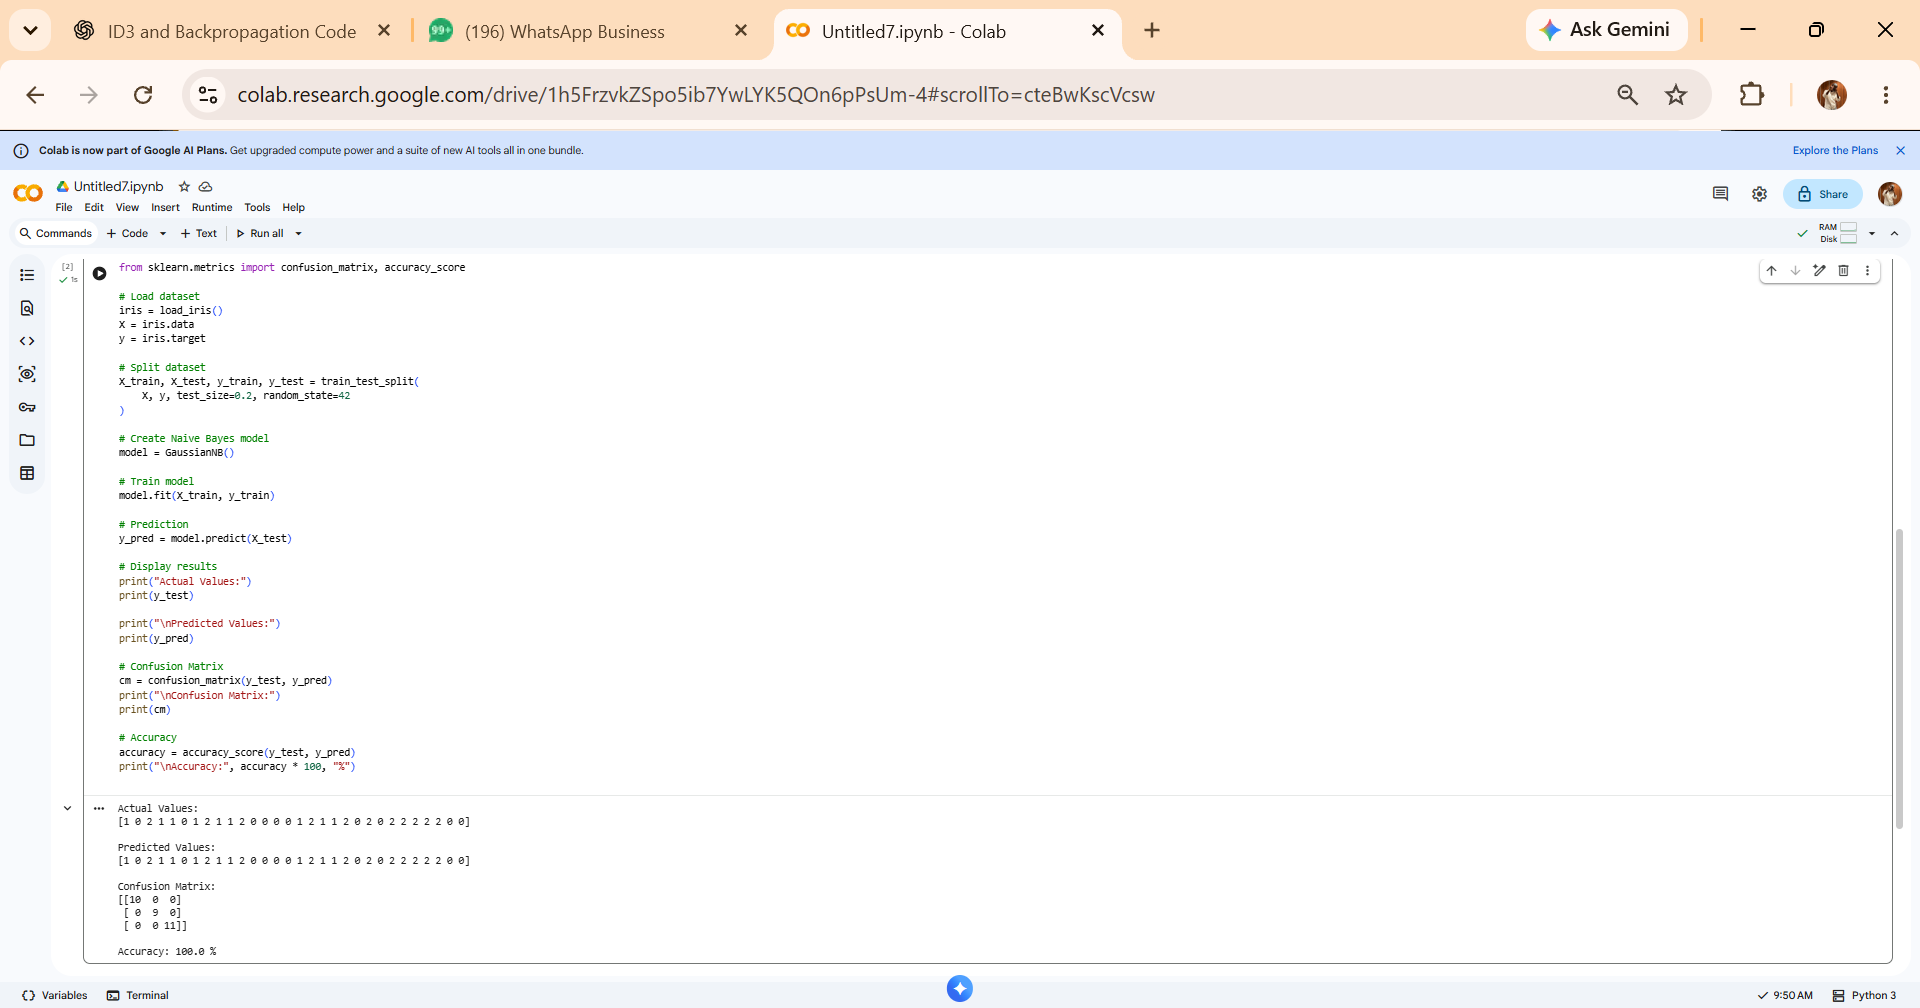 ID3 and Backpropagation Code
99+ (196) WhatsApp Business
Untitled7.ipynb - Colab
Ask Gemini
colab.research.google.com/drive/1h5FrzvkZSpo5ib7YwLYK5QOn6pPsUm-4#scrollTo=cteBwKscVcsw
Colab is now part of Google AI Plans. Get upgraded compute power and a suite of new AI tools all in one bundle.
Explore the Plans
Untitled7.ipynb
File Edit View Insert Runtime Tools Help
Share
Commands + Code + Text Run all
RAM
Disk
[2]
1s
from sklearn.metrics import confusion_matrix, accuracy_score
# Load dataset
iris = load_iris()
X = iris.data
y = iris.target
# Split dataset
X_train, X_test, y_train, y_test = train_test_split(
    X, y, test_size=0.2, random_state=42
)
# Create Naive Bayes model
model = GaussianNB()
# Train model
model.fit(X_train, y_train)
# Prediction
y_pred = model.predict(X_test)
# Display results
print("Actual Values:")
print(y_test)
print("\nPredicted Values:")
print(y_pred)
# Confusion Matrix
cm = confusion_matrix(y_test, y_pred)
print("\nConfusion Matrix:")
print(cm)
# Accuracy
accuracy = accuracy_score(y_test, y_pred)
print("\nAccuracy:", accuracy * 100, "%")
Actual Values:
[1 0 2 1 1 0 1 2 1 1 2 0 0 0 0 1 2 1 1 2 0 2 0 2 2 2 2 2 0 0]
Predicted Values:
[1 0 2 1 1 0 1 2 1 1 2 0 0 0 0 1 2 1 1 2 0 2 0 2 2 2 2 2 0 0]
Confusion Matrix:
[[10  0  0]
 [ 0  9  0]
 [ 0  0 11]]
Accuracy: 100.0 %
Variables
Terminal
9:50 AM
Python 3